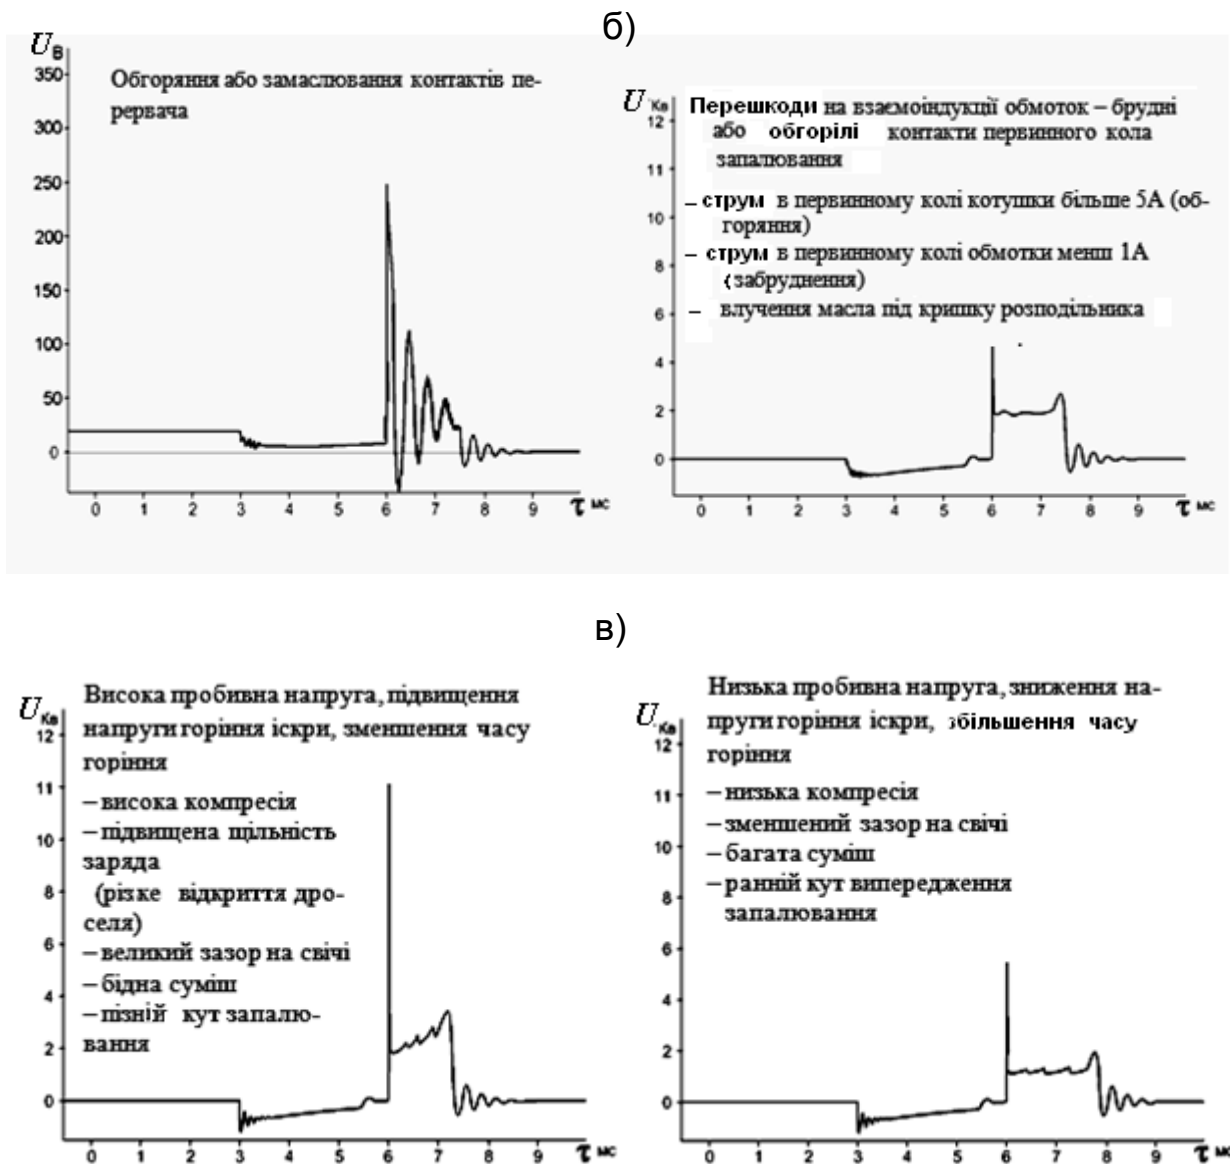 б)
U В
350
300
250
200
150
100
50
0
Обгоряння або замаслювання контактів пе-
рервача
0 1 2 3 4 5 6 7 8 9 τ мс
U Кв
12
11
10
8
6
4
2
0
Перешкоди на взаємоіндукції обмоток – брудні
або обгорілі контакти первинного кола
запалювання
– струм в первинному колі котушки більше 5А (об-
горяння)
– струм в первинному колі обмотки менш 1А
(забруднення)
– влучення масла під кришку розподільника
0 1 2 3 4 5 6 7 8 9 τ мс
в)
U Кв
12
11
10
8
6
4
2
0
Висока пробивна напруга, підвищення
напруги горіння іскри, зменшення часу
горіння
– висока компресія
– підвищена щільність
заряда
(різке відкриття дро-
селя)
– великий зазор на свічі
– бідна суміш
– пізній кут запалю-
вання
0 1 2 3 4 5 6 7 8 9 τ мс
U Кв
12
11
10
8
6
4
2
0
Низька пробивна напруга, зниження на-
пруги горіння іскри, збільшення часу
горіння
– низька компресія
– зменшений зазор на свічі
– багата суміш
– ранній кут випередження
запалювання
0 1 2 3 4 5 6 7 8 9 τ мс